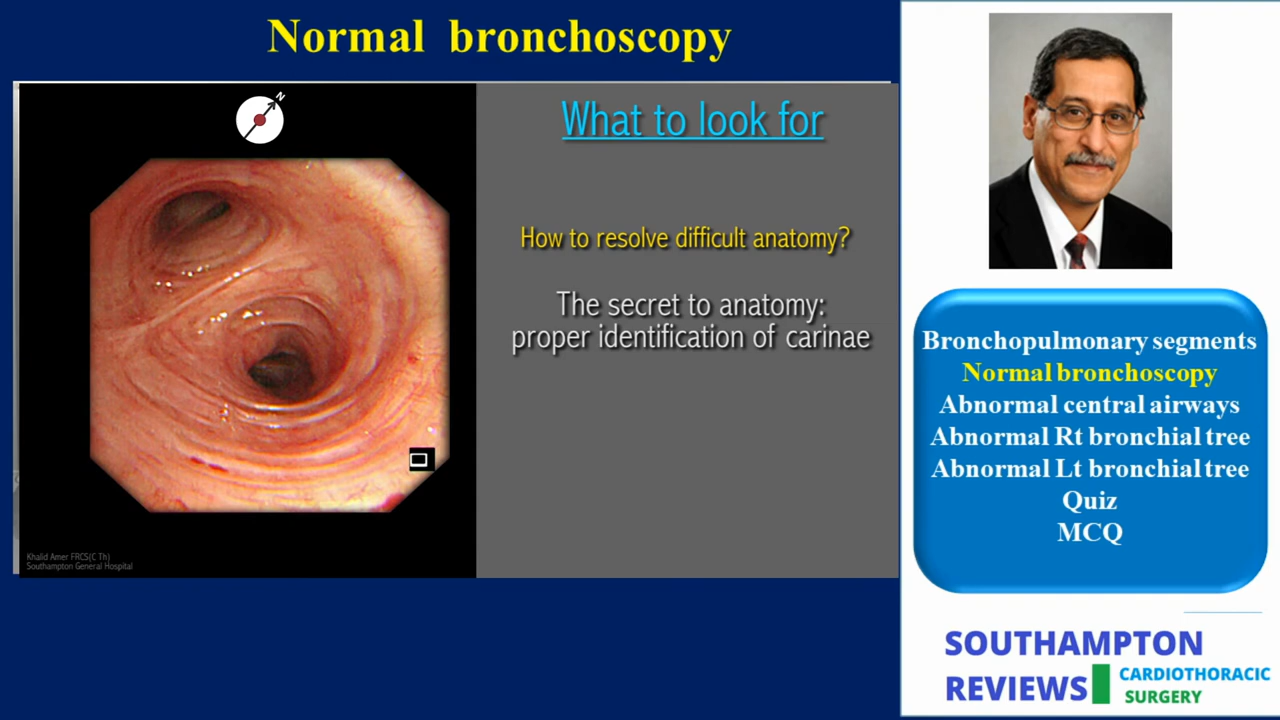 Normal bronchoscopy
N
What to look for
How to resolve difficult anatomy?
The secret to anatomy:
proper identification of carinae
Khalid Amer FRCS(C Th)
Southampton General Hospital
Bronchopulmonary segments
Normal bronchoscopy
Abnormal central airways
Abnormal Rt bronchial tree
Abnormal Lt bronchial tree
Quiz
MCQ
SOUTHAMPTON
REVIEWS
CARDIOTHORACIC
SURGERY